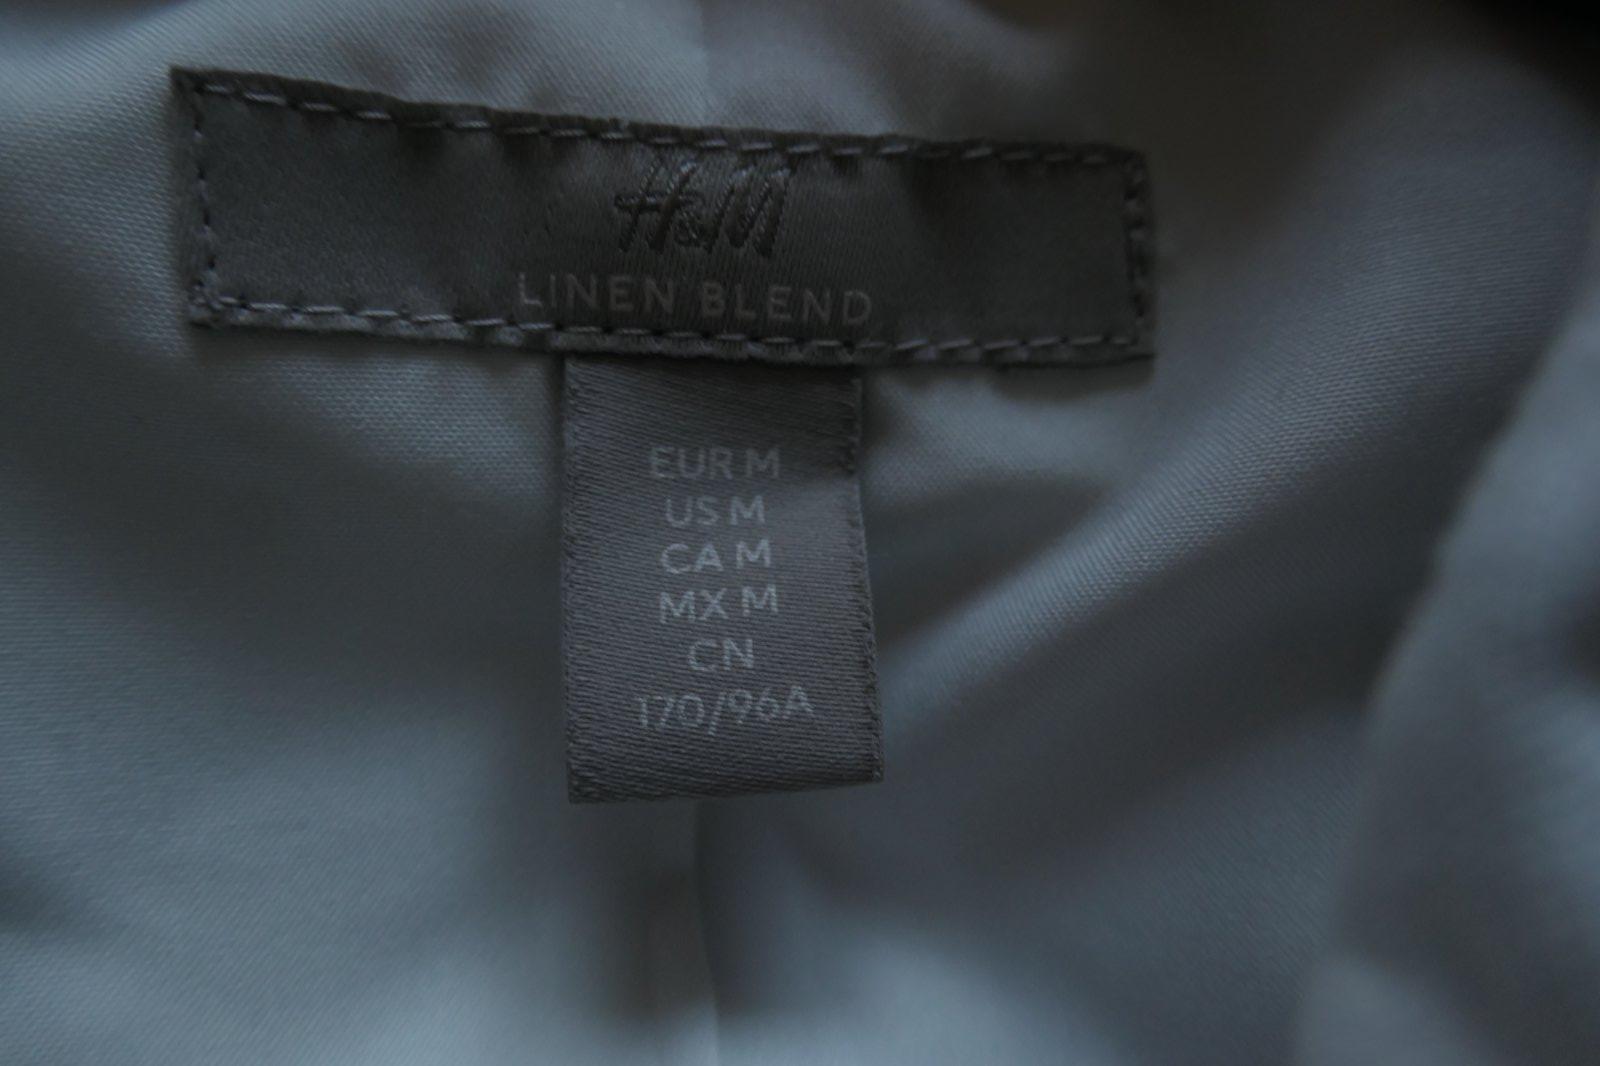 H&M
LINEN BLEND
EUR M
US M
CA M
MX M
CN
170/96A